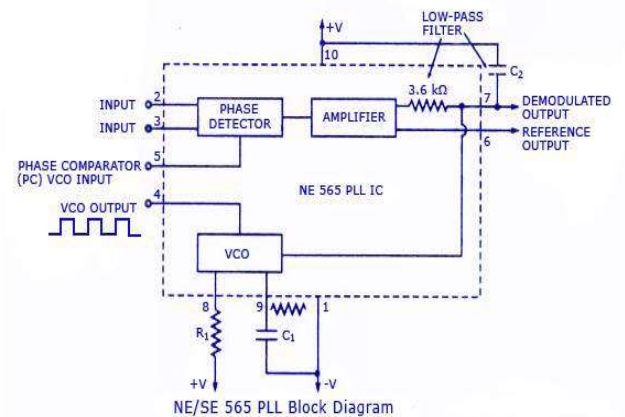 +V
LOW-PASS
FILTER
10
C2
3.6 kΩ
2
INPUT
3
INPUT
PHASE
DETECTOR
AMPLIFIER
7
DEMODULATED
OUTPUT
6
REFERENCE
OUTPUT
5
PHASE COMPARATOR
(PC) VCO INPUT
NE 565 PLL IC
4
VCO OUTPUT
VCO
8
9
1
R1
C1
+V
-V
NE/SE 565 PLL Block Diagram